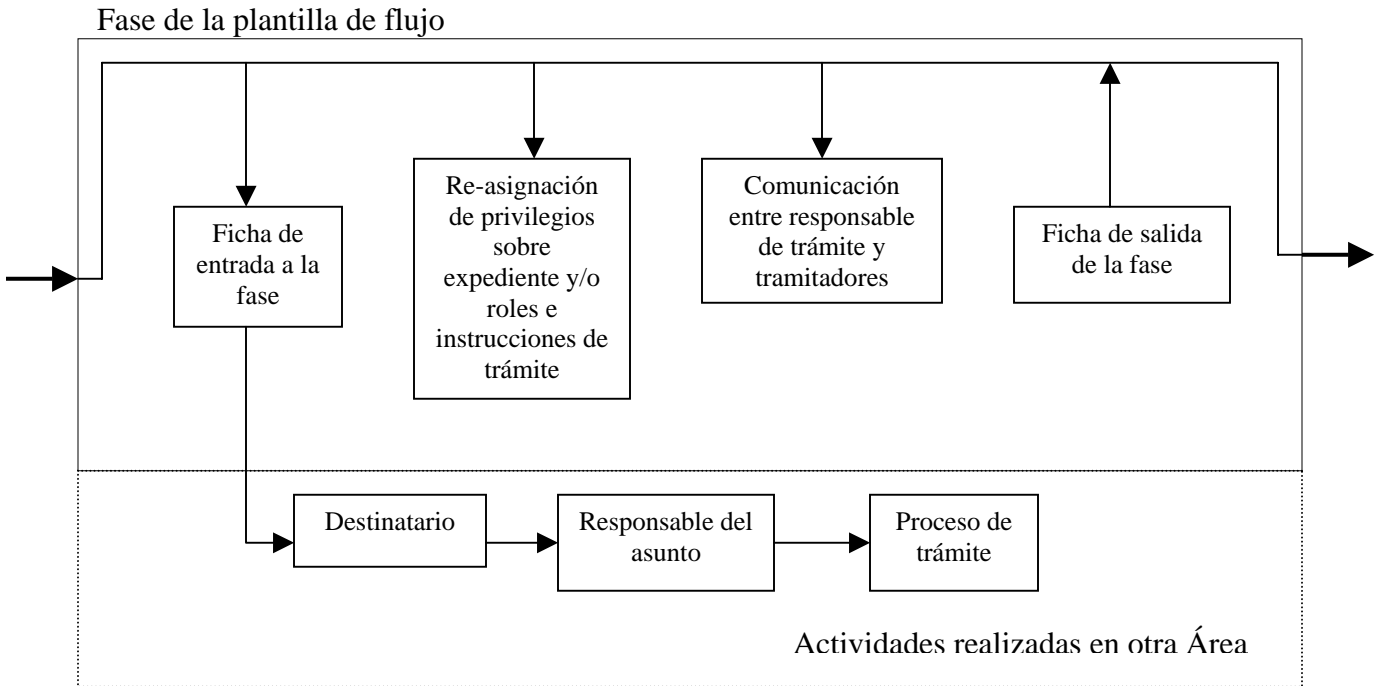 Fase de la plantilla de flujo
Ficha de
entrada a la
fase
Re-asignación
de privilegios
sobre
expediente y/o
roles e
instrucciones de
trámite
Comunicación
entre responsable
de trámite y
tramitadores
Ficha de salida
de la fase
Destinatario
Responsable del
asunto
Proceso de
trámite
Actividades realizadas en otra Área